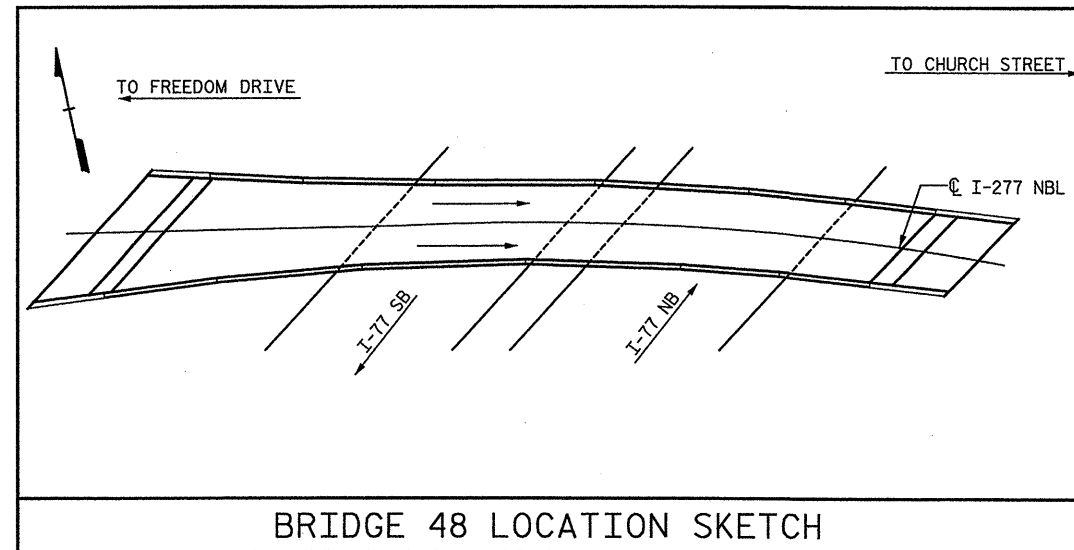 TO FREEDOM DRIVE
TO CHURCH STREET
℄ I-277 NBL
I-77 SB
I-77 NB
BRIDGE 48 LOCATION SKETCH